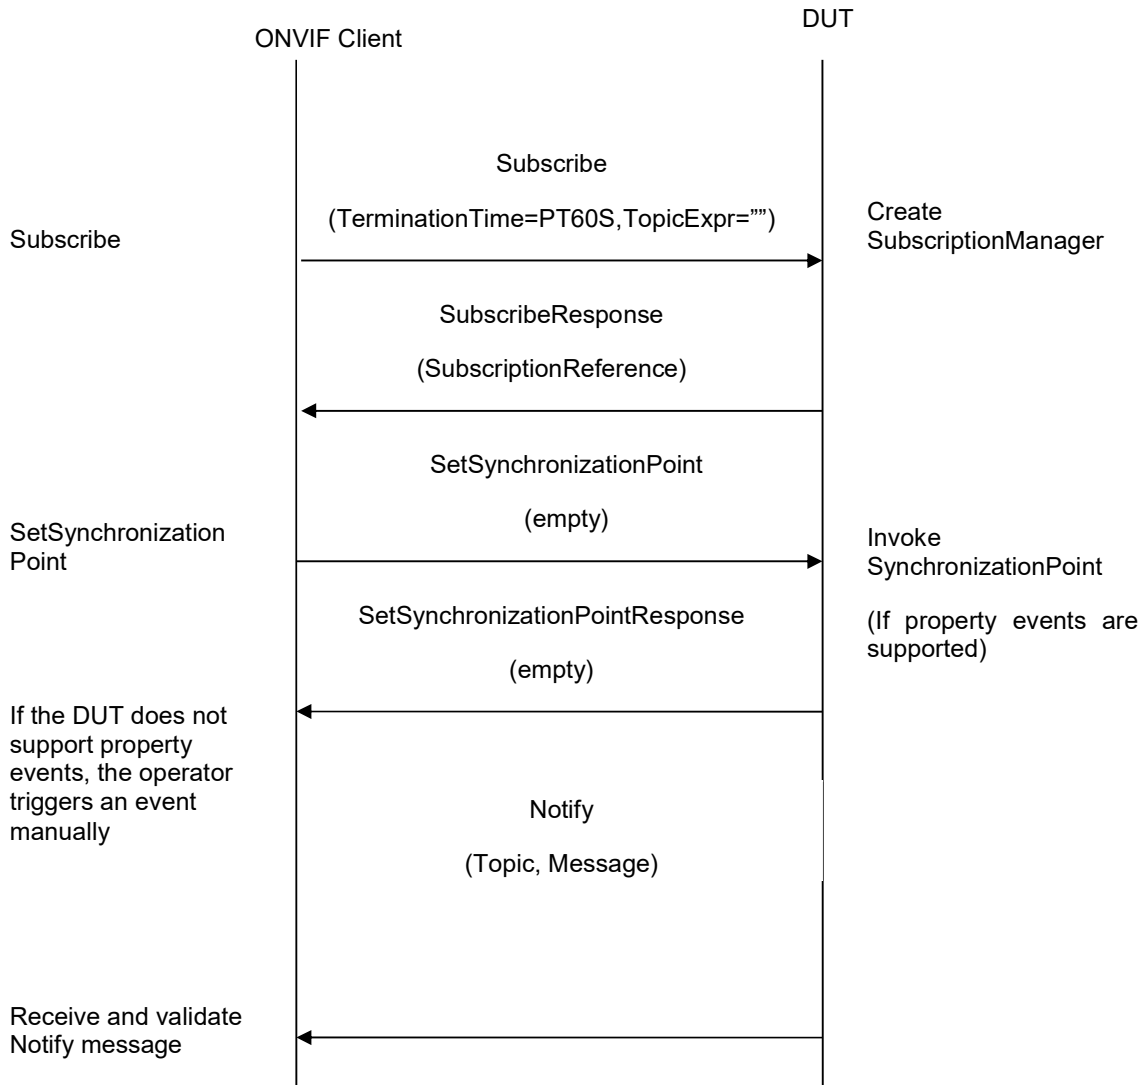 DUT
ONVIF Client
Subscribe
(TerminationTime=PT60S,TopicExpr="”)
Create
SubscriptionManager
Subscribe
SubscribeResponse
(SubscriptionReference)
SetSynchronizationPoint
(empty)
SetSynchronization
Point
Invoke
SynchronizationPoint
(If property events are
supported)
SetSynchronizationPointResponse
(empty)
If the DUT does not
support property
events, the operator
triggers an event
manually
Notify
(Topic, Message)
Receive and validate
Notify message